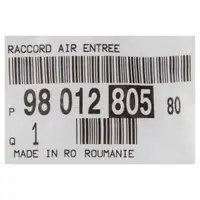 RACCORD AIR ENTREE
P 98 012 805 80
Q 1
MADE IN RO ROUMANIE